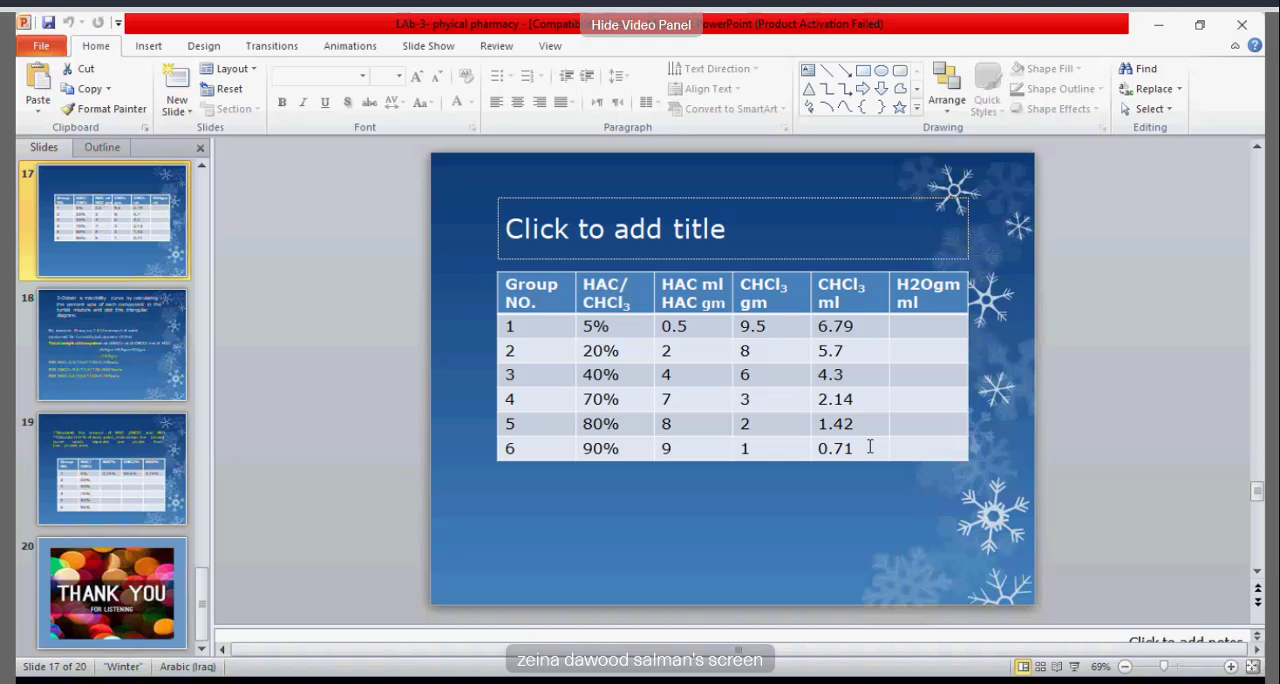 LAb-3- phyical pharmacy - [Compatib
Hide Video Panel
PowerPoint (Product Activation Failed)
File Home Insert Design Transitions Animations Slide Show Review View
Paste
Cut
Copy
Format Painter
Clipboard
New Slide
Layout
Reset
Section
Slides
Font
Text Direction
Align Text
Convert to SmartArt
Paragraph
Arrange
Quick Styles
Shape Fill
Shape Outline
Shape Effects
Drawing
Find
Replace
Select
Editing
Slides Outline
17
18
19
20
THANK YOU
FOR LISTENING
Click to add title
Group NO. HAC/ CHCl₃ HAC ml HAC gm CHCl₃ gm CHCl₃ ml H2Ogm ml
1 5% 0.5 9.5 6.79
2 20% 2 8 5.7
3 40% 4 6 4.3
4 70% 7 3 2.14
5 80% 8 2 1.42
6 90% 9 1 0.71
Click to add notes
zeina dawood salman's screen
Slide 17 of 20 "Winter" Arabic (Iraq) 69%